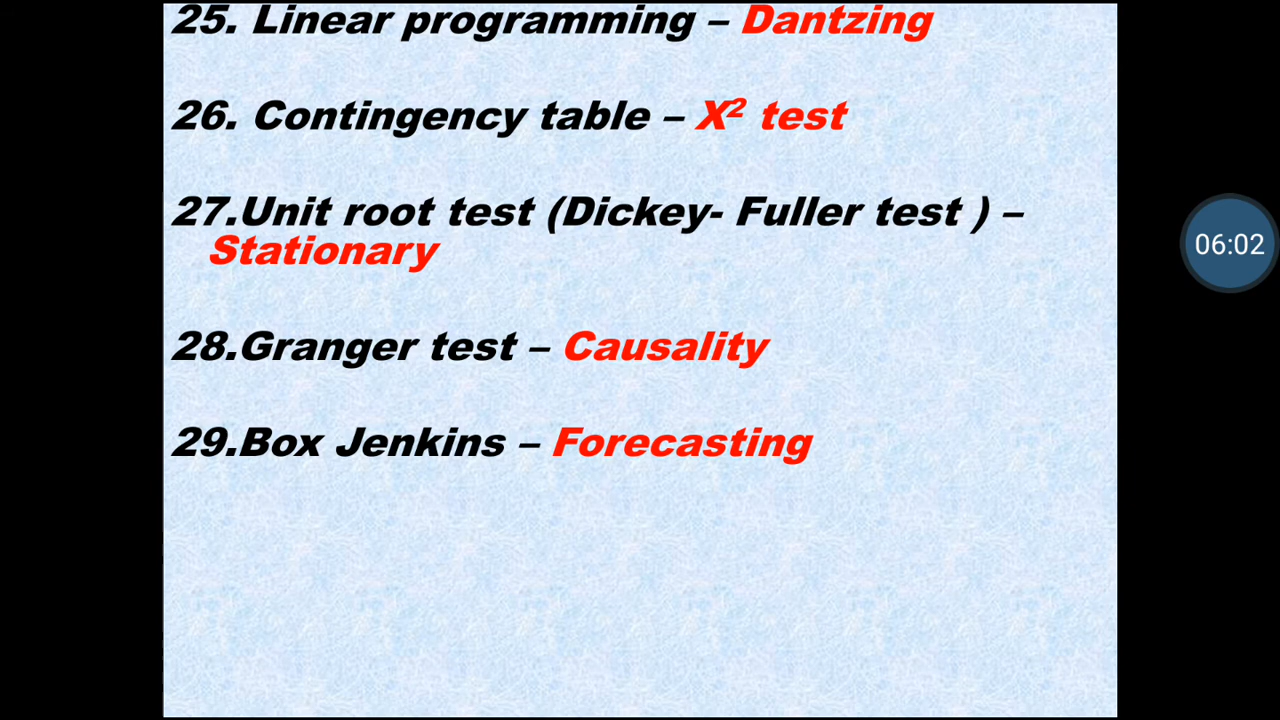 25. Linear programming – Dantzing
26. Contingency table – X² test
27.Unit root test (Dickey- Fuller test ) –
Stationary
06:02
28.Granger test – Causality
29.Box Jenkins – Forecasting